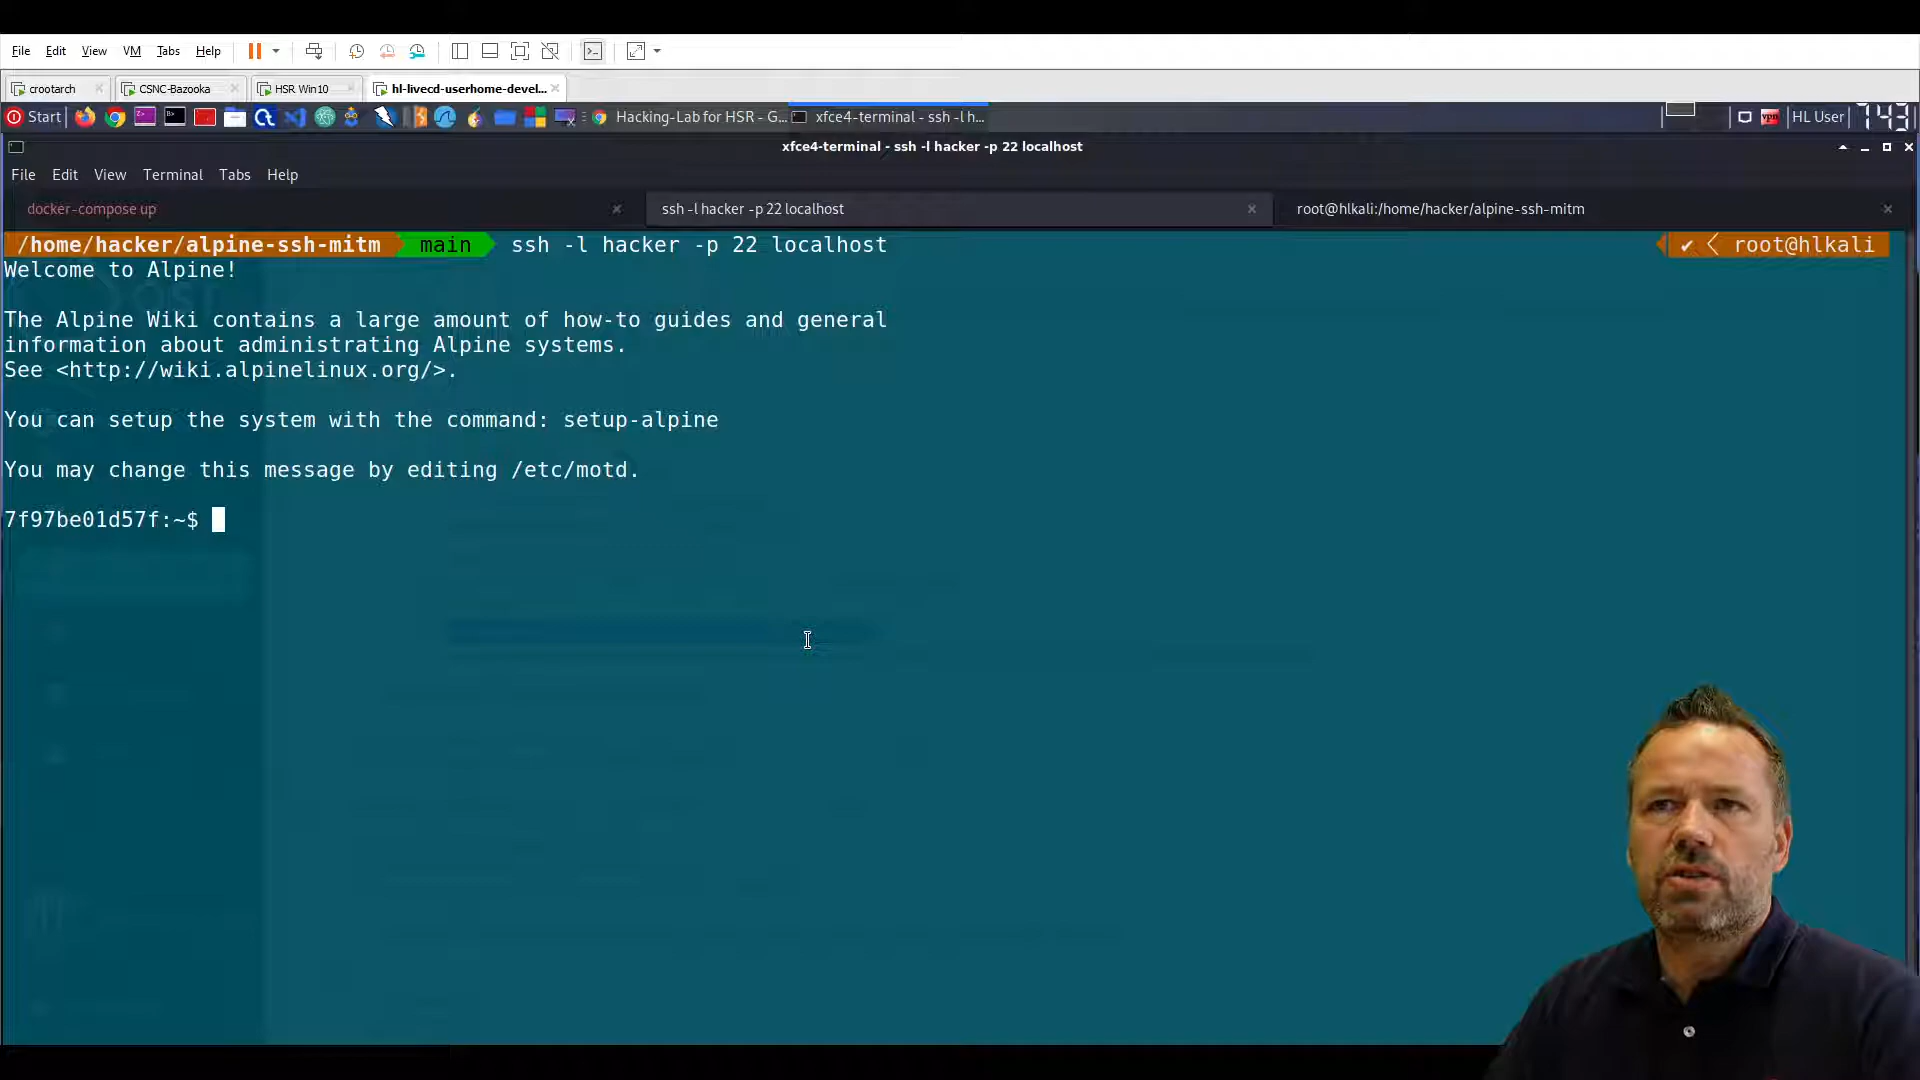 File Edit View VM Tabs Help
crootarch CSNC-Bazooka HSR Win10 hl-livecd-userhome-devel...
Start Hacking-Lab for HSR - G... xfce4-terminal - ssh -l h... vpn HL User 743
xfce4-terminal - ssh -l hacker -p 22 localhost
File Edit View Terminal Tabs Help
docker-compose up ssh -l hacker -p 22 localhost root@hlkali:/home/hacker/alpine-ssh-mitm
/home/hacker/alpine-ssh-mitm main ssh -l hacker -p 22 localhost ✔ root@hlkali
Welcome to Alpine!
The Alpine Wiki contains a large amount of how-to guides and general
information about administrating Alpine systems.
See <http://wiki.alpinelinux.org/>.
You can setup the system with the command: setup-alpine
You may change this message by editing /etc/motd.
7f97be01d57f:~$